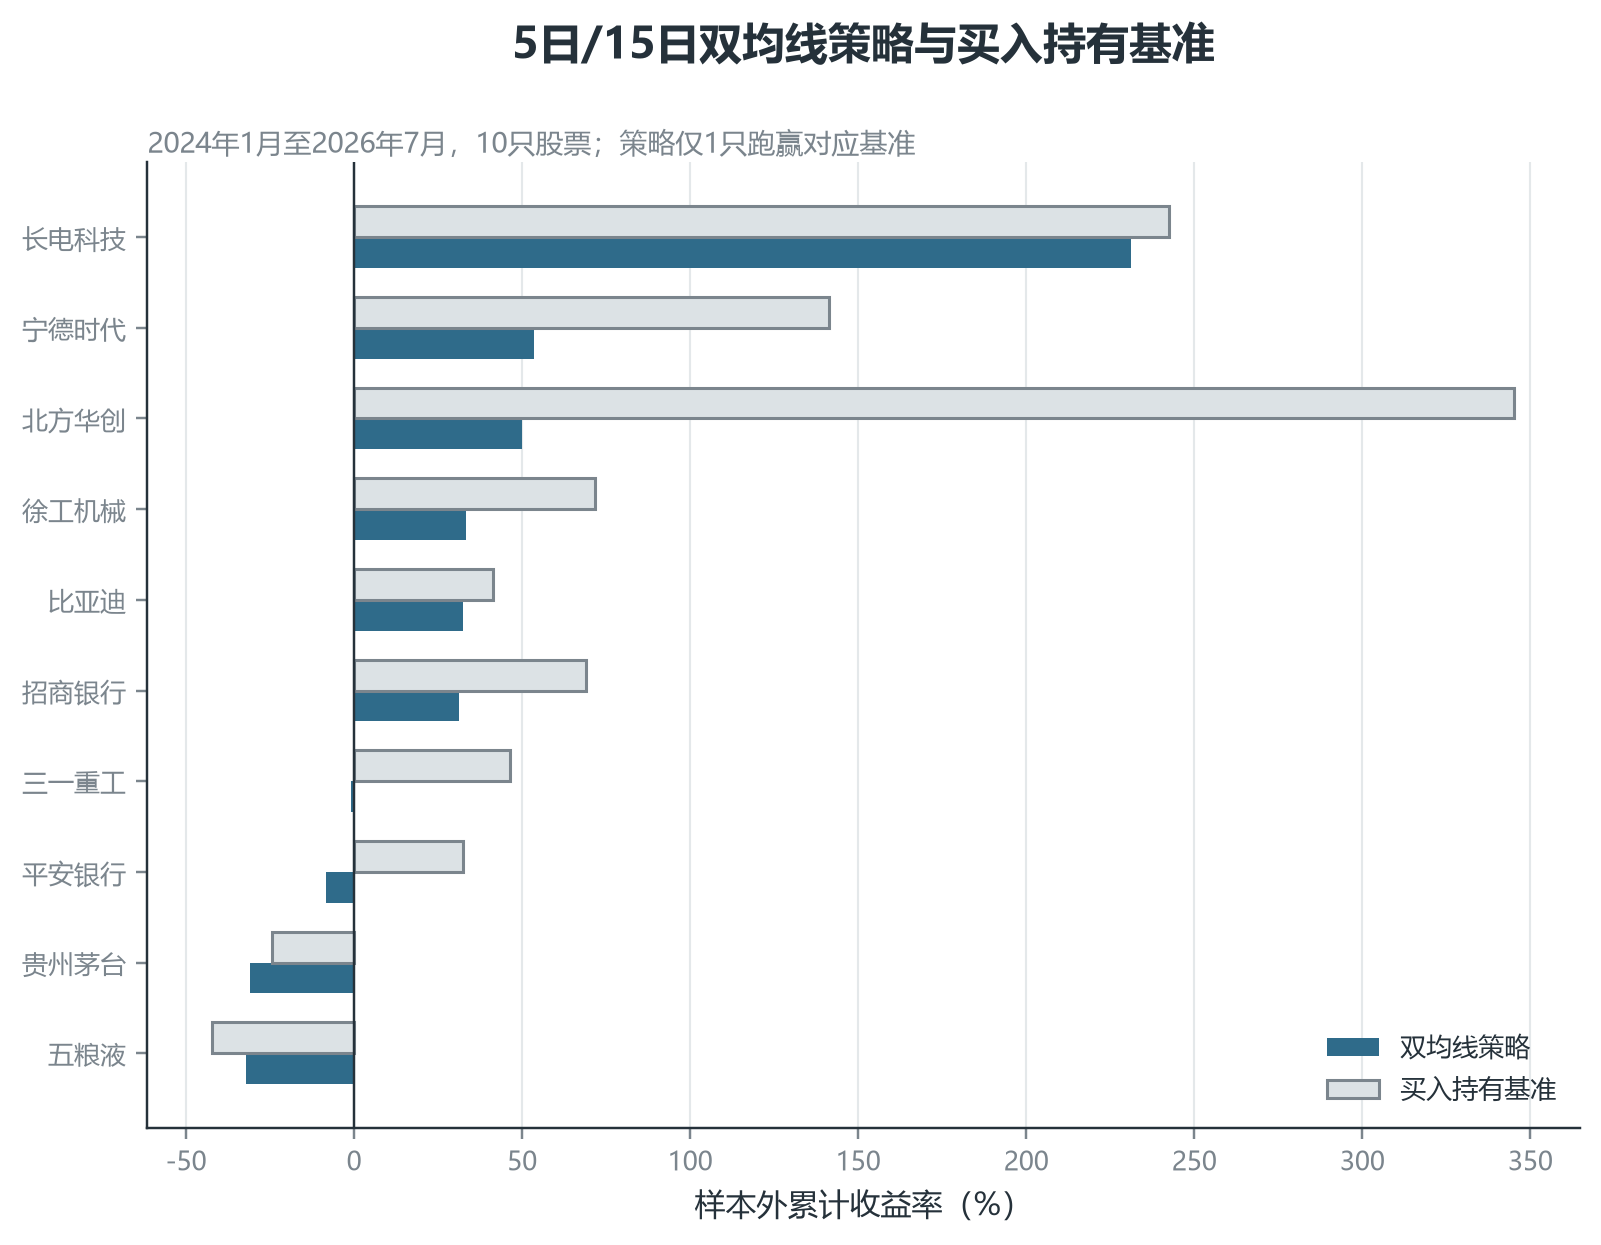 5日/15日双均线策略与买入持有基准
2024年1月至2026年7月，10只股票；策略仅1只跑赢对应基准
长电科技
宁德时代
北方华创
徐工机械
比亚迪
招商银行
三一重工
平安银行
贵州茅台
五粮液
双均线策略
买入持有基准
-50 0 50 100 150 200 250 300 350
样本外累计收益率（%）